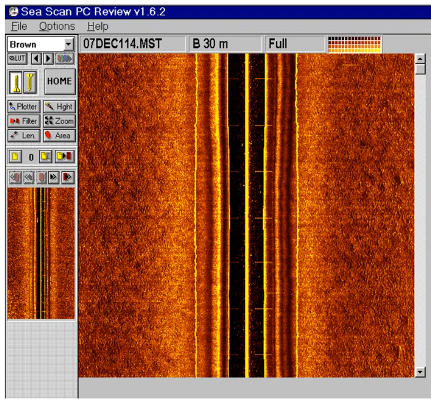 Sea Scan PC Review v1.6.2
File Options Help
Brown 07DEC114.MST B 30 m Full
LUT
HOME
Plotter Hght
Filter Zoom
Len. Area
0